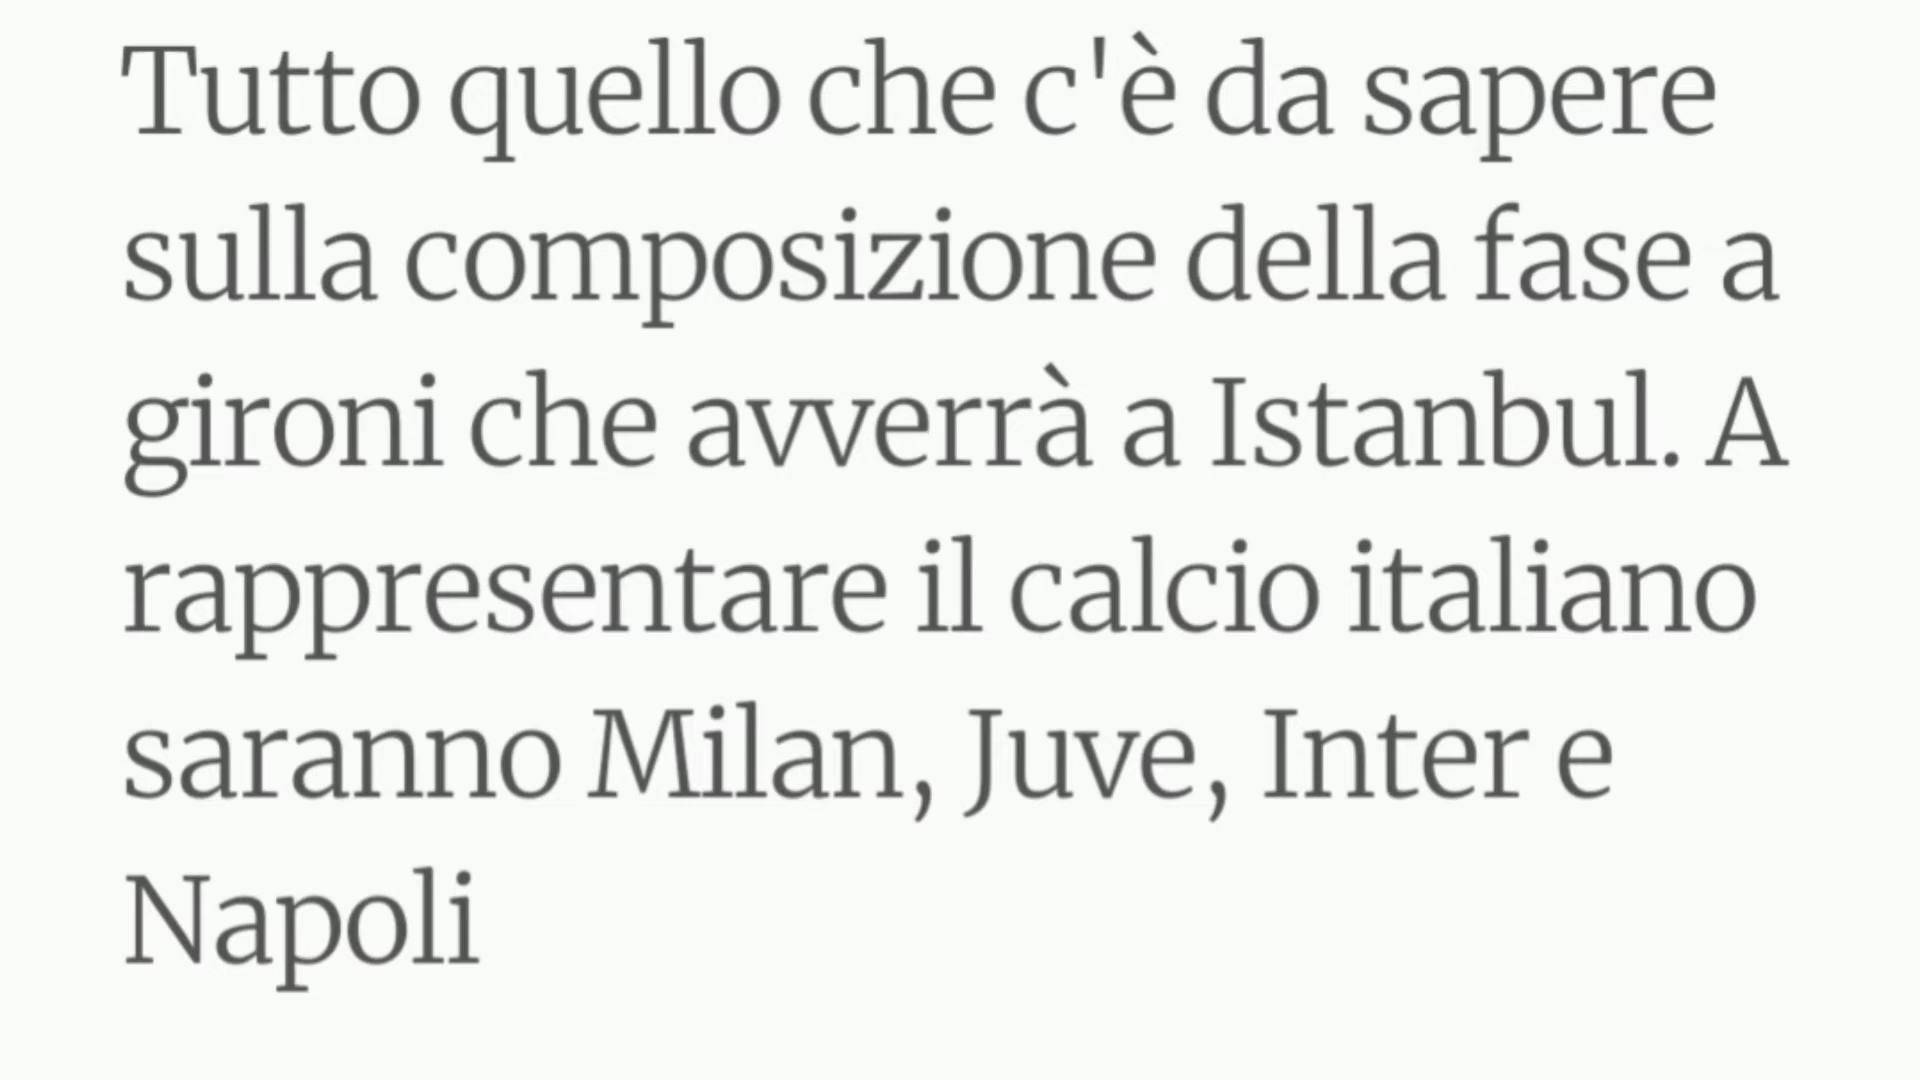 Tutto quello che c'è da sapere
sulla composizione della fase a
gironi che avverrà a Istanbul. A
rappresentare il calcio italiano
saranno Milan, Juve, Inter e
Napoli